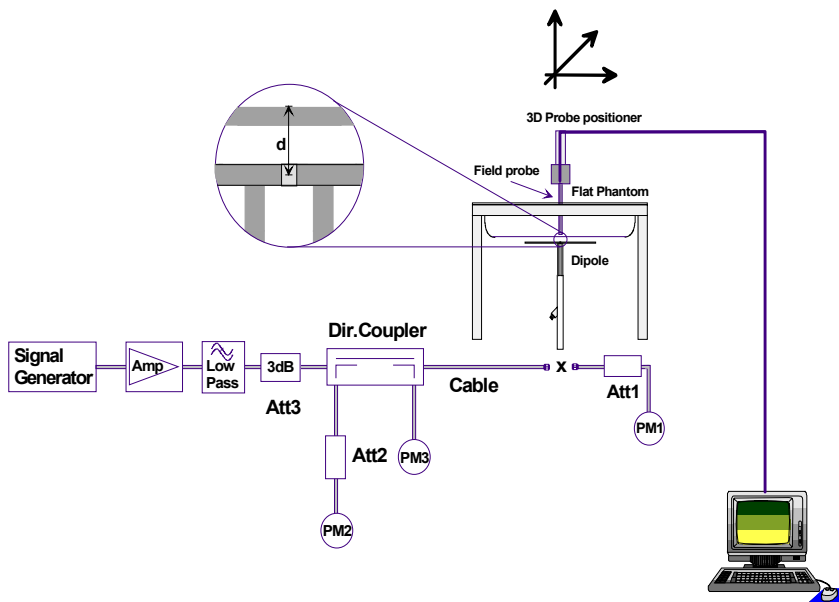 3D Probe positioner
d
Field probe
Flat Phantom
Dipole
Dir.Coupler
Signal
Generator
Amp
Low
Pass
3dB
Cable
x
Att1
Att3
PM1
Att2
PM3
PM2